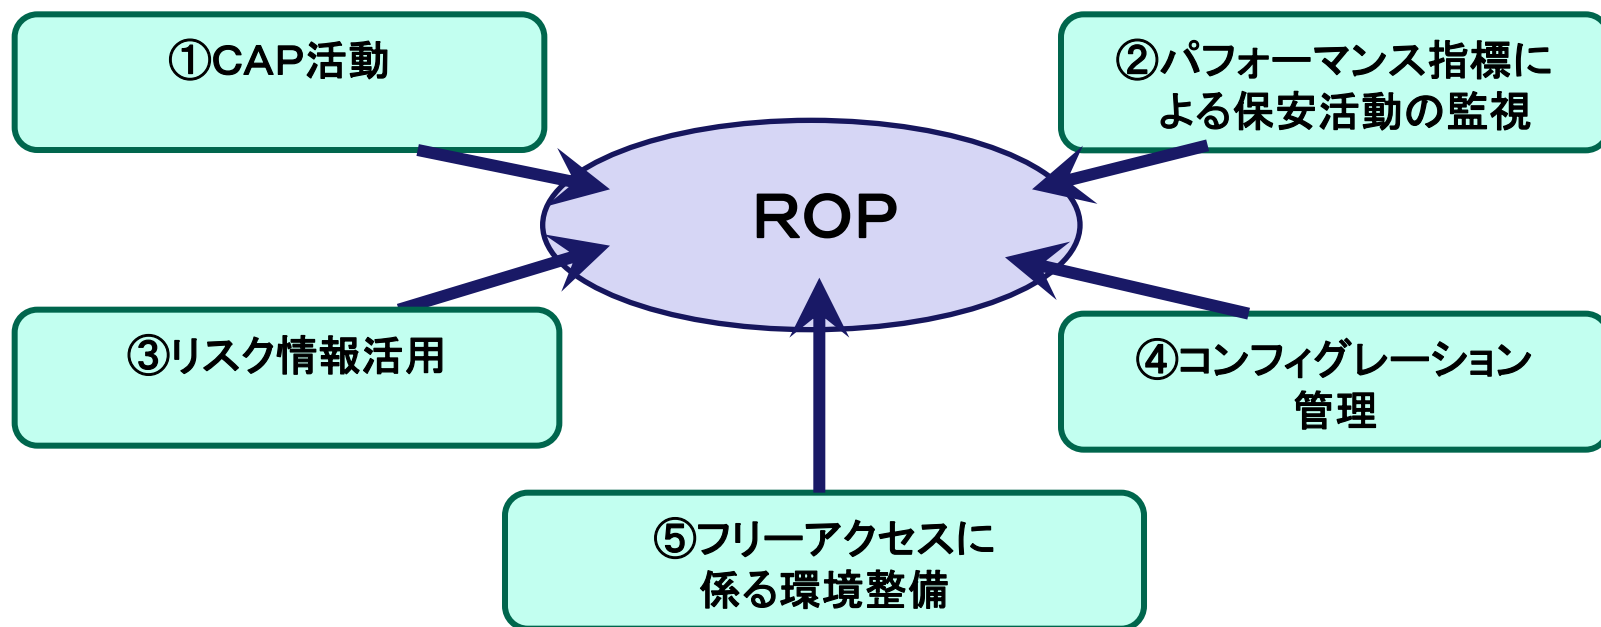 ①CAP活動
②パフォーマンス指標に
よる保安活動の監視
ROP
③リスク情報活用
④コンフィグレーション
管理
⑤フリーアクセスに
係る環境整備